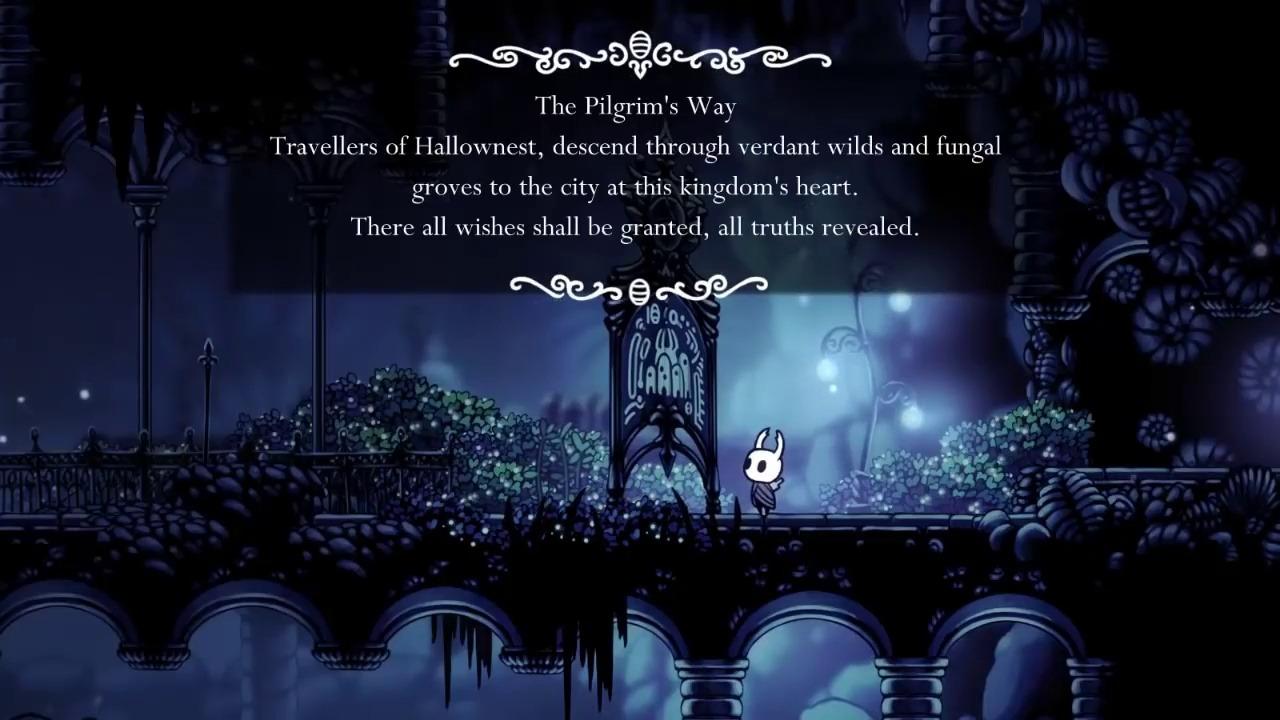 The Pilgrim's Way
Travellers of Hallownest, descend through verdant wilds and fungal
groves to the city at this kingdom's heart.
There all wishes shall be granted, all truths revealed.